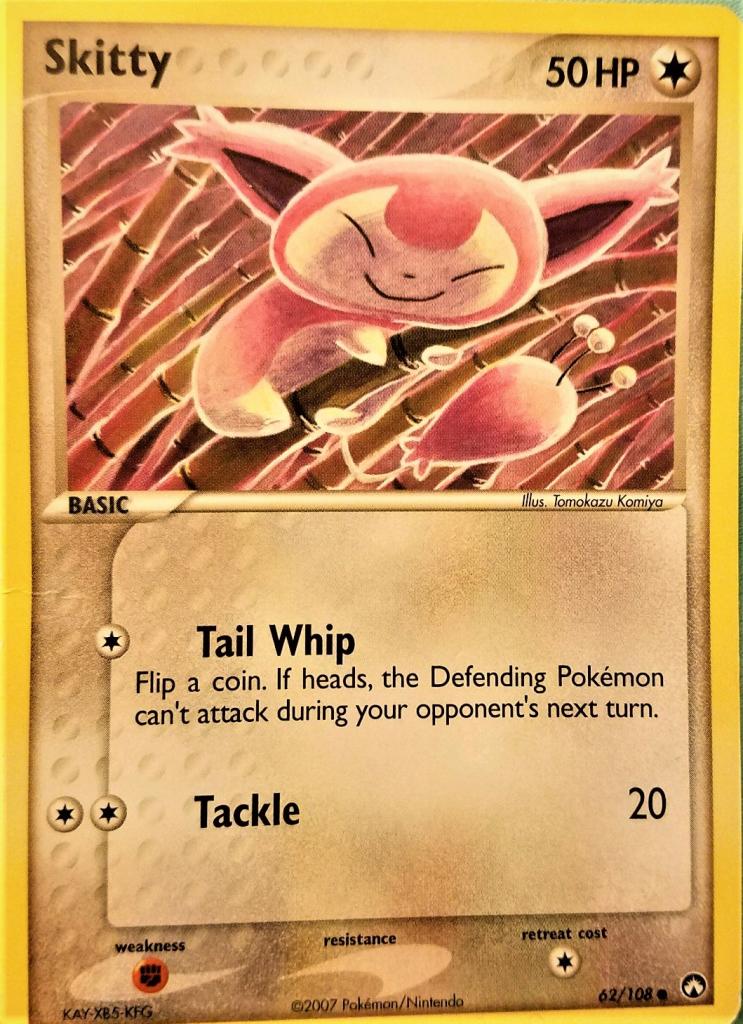 Skitty 50 HP
BASIC
Illus. Tomokazu Komiya
Tail Whip
Flip a coin. If heads, the Defending Pokémon
can't attack during your opponent's next turn.
Tackle 20
weakness resistance retreat cost
KAY-XB5-KFG ©2007 Pokémon/Nintendo 62/108